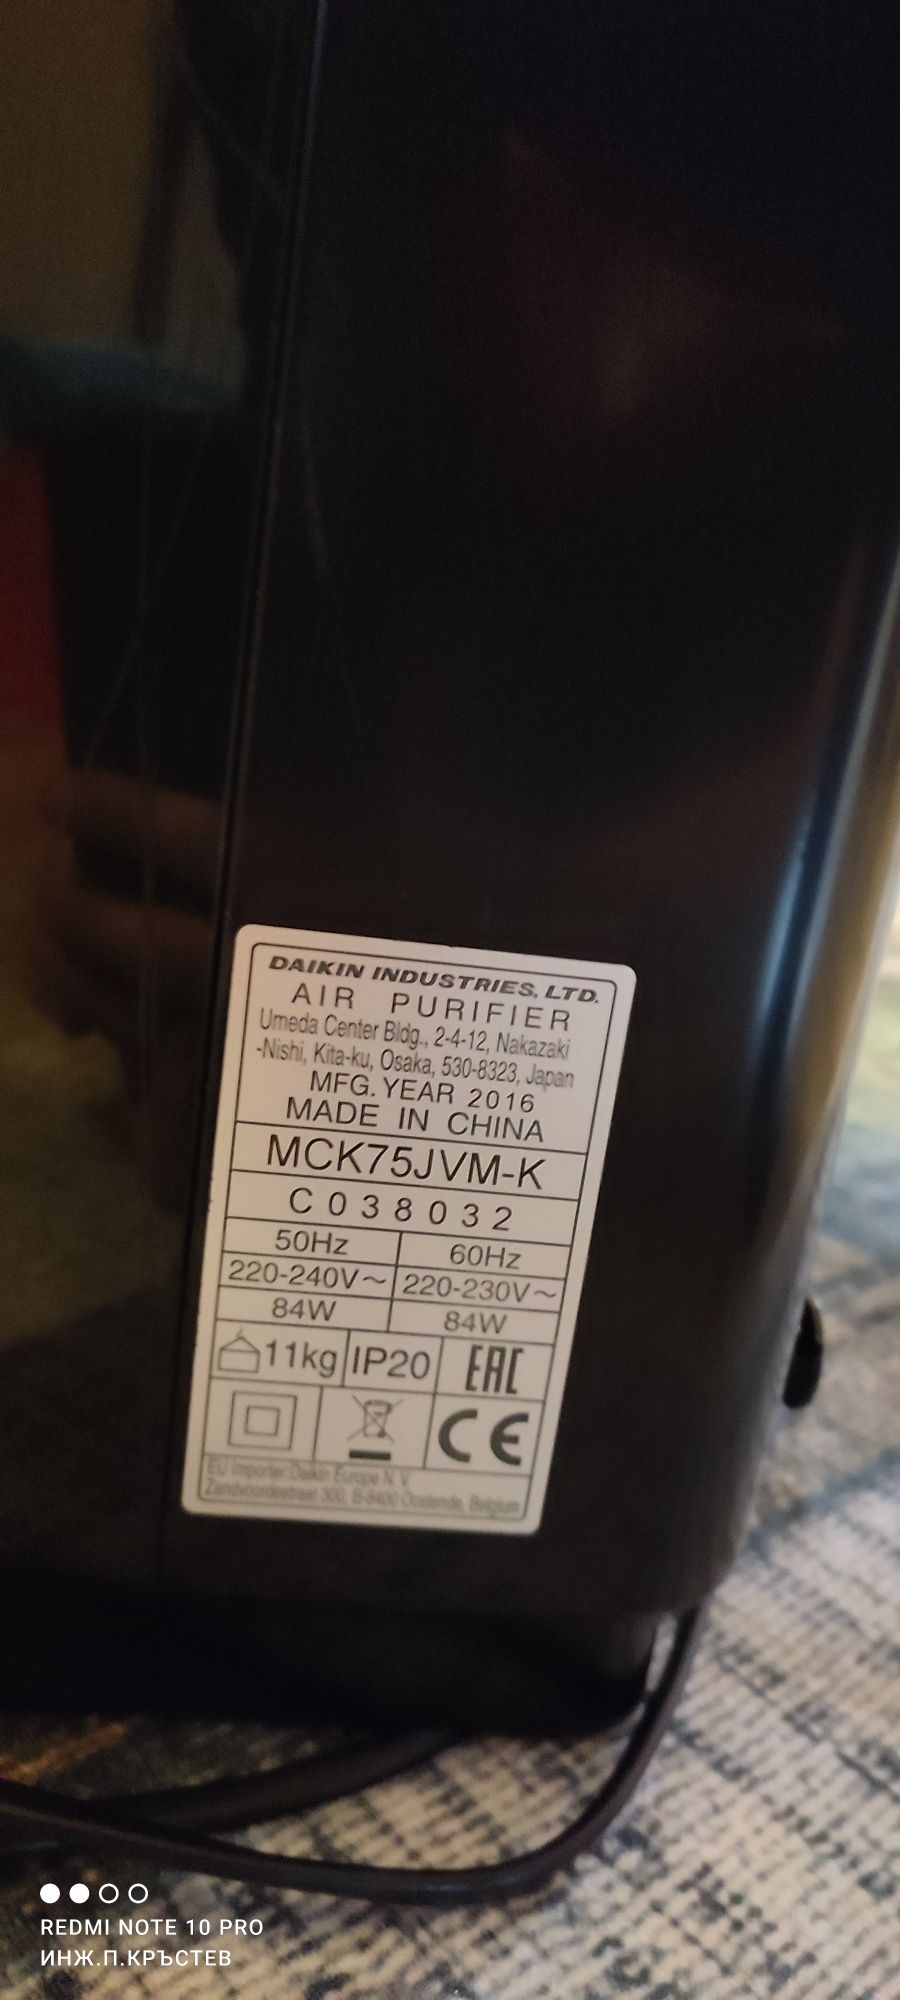 DAIKIN INDUSTRIES, LTD.
AIR PURIFIER
Umeda Center Bldg., 2-4-12, Nakazaki
-Nishi, Kita-ku, Osaka, 530-8323, Japan
MFG. YEAR 2016
MADE IN CHINA
MCK75JVM-K
C038032
50Hz 60Hz
220-240V~ 220-230V~
84W 84W
11kg IP20 EAC
CE
EU Importer:Daikin Europe N.V.
Zandvoordestraat 300, B-8400 Oostende, Belgium
REDMI NOTE 10 PRO
ИНЖ.П.КРЪСТЕВ